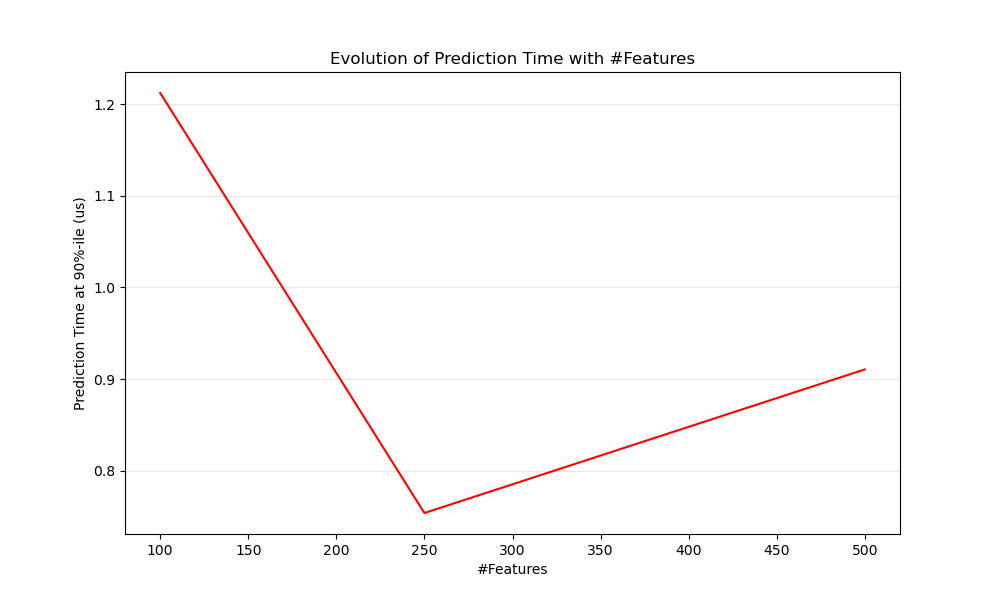 Evolution of Prediction Time with #Features
Prediction Time at 90%-ile (us)
1.2
1.1
1.0
0.9
0.8
100 150 200 250 300 350 400 450 500
#Features